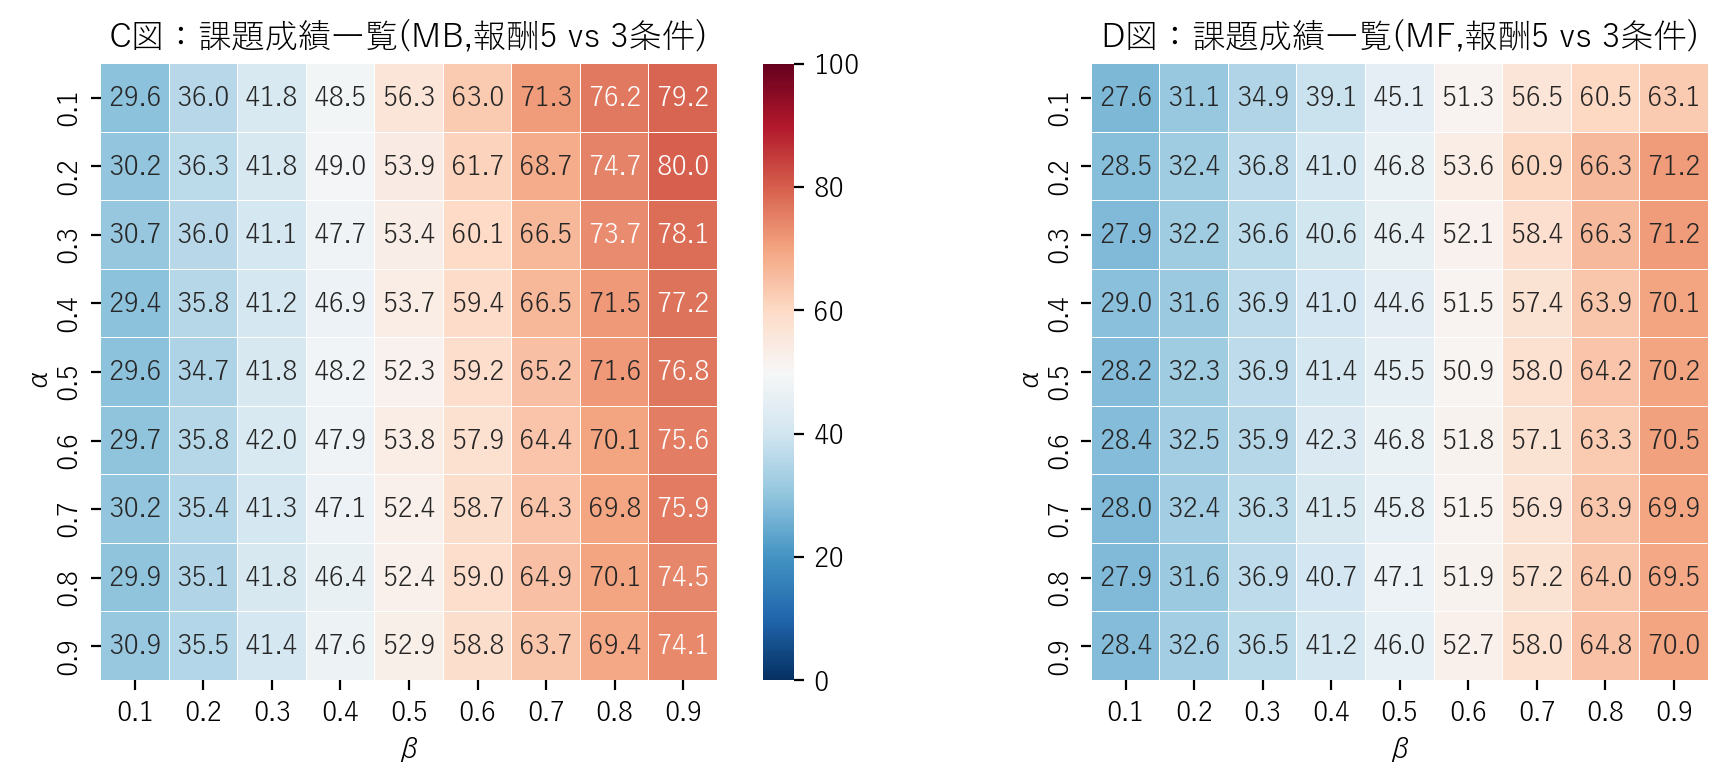 C図：課題成績一覧(MB,報酬5 vs 3条件)
0.1 29.6 36.0 41.8 48.5 56.3 63.0 71.3 76.2 79.2
0.2 30.2 36.3 41.8 49.0 53.9 61.7 68.7 74.7 80.0
0.3 30.7 36.0 41.1 47.7 53.4 60.1 66.5 73.7 78.1
0.4 29.4 35.8 41.2 46.9 53.7 59.4 66.5 71.5 77.2
0.5 29.6 34.7 41.8 48.2 52.3 59.2 65.2 71.6 76.8
0.6 29.7 35.8 42.0 47.9 53.8 57.9 64.4 70.1 75.6
0.7 30.2 35.4 41.3 47.1 52.4 58.7 64.3 69.8 75.9
0.8 29.9 35.1 41.8 46.4 52.4 59.0 64.9 70.1 74.5
0.9 30.9 35.5 41.4 47.6 52.9 58.8 63.7 69.4 74.1
0.1 0.2 0.3 0.4 0.5 0.6 0.7 0.8 0.9
α
β
100
80
60
40
20
0
D図：課題成績一覧(MF,報酬5 vs 3条件)
0.1 27.6 31.1 34.9 39.1 45.1 51.3 56.5 60.5 63.1
0.2 28.5 32.4 36.8 41.0 46.8 53.6 60.9 66.3 71.2
0.3 27.9 32.2 36.6 40.6 46.4 52.1 58.4 66.3 71.2
0.4 29.0 31.6 36.9 41.0 44.6 51.5 57.4 63.9 70.1
0.5 28.2 32.3 36.9 41.4 45.5 50.9 58.0 64.2 70.2
0.6 28.4 32.5 35.9 42.3 46.8 51.8 57.1 63.3 70.5
0.7 28.0 32.4 36.3 41.5 45.8 51.5 56.9 63.9 69.9
0.8 27.9 31.6 36.9 40.7 47.1 51.9 57.2 64.0 69.5
0.9 28.4 32.6 36.5 41.2 46.0 52.7 58.0 64.8 70.0
0.1 0.2 0.3 0.4 0.5 0.6 0.7 0.8 0.9
α
β